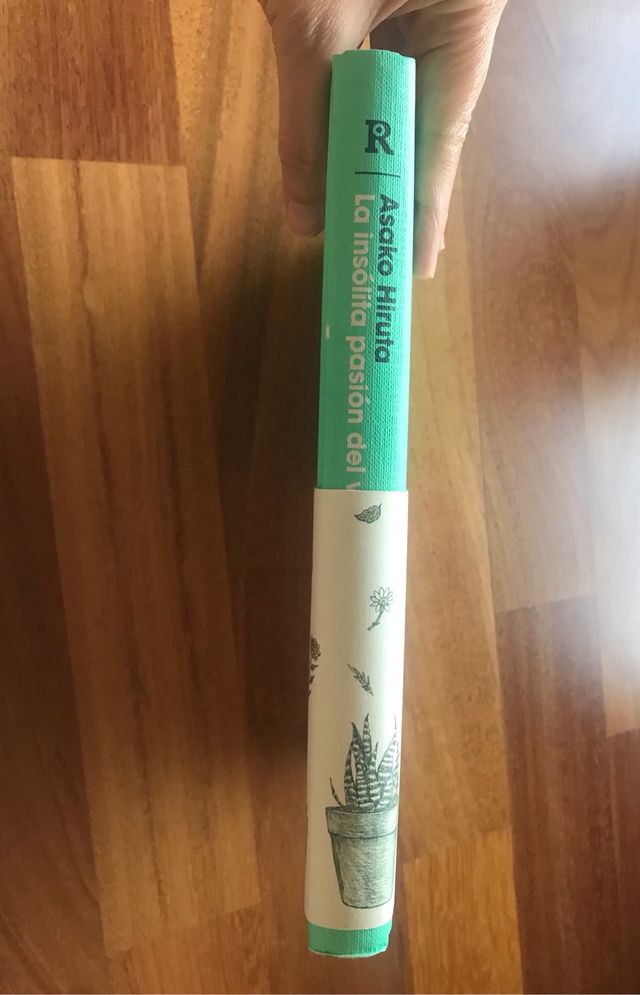 R
Asako Hiruta
La insólita pasión del v